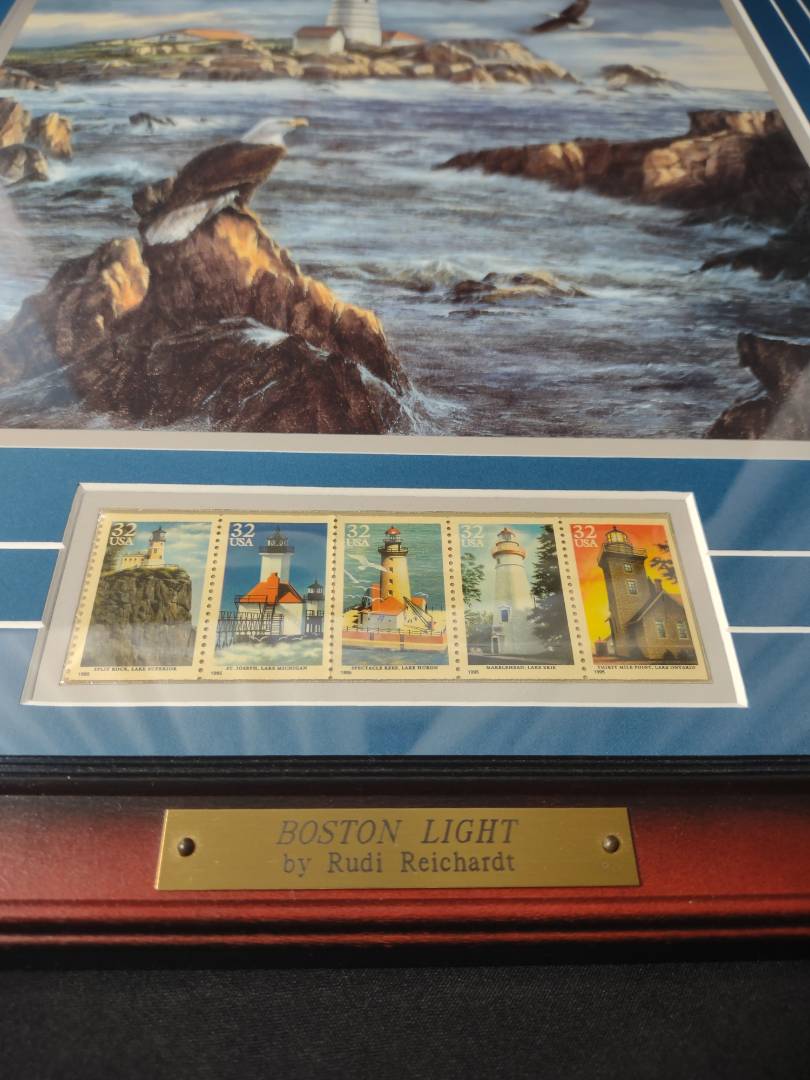 32
USA
SPLIT ROCK, LAKE SUPERIOR
1995
32
USA
ST. JOSEPH, LAKE MICHIGAN
1995
32
USA
SPECTACLE REEF, LAKE HURON
1995
32
USA
MARBLEHEAD, LAKE ERIE
1995
32
USA
THIRTY MILE POINT, LAKE ONTARIO
1995
BOSTON LIGHT
by Rudi Reichardt